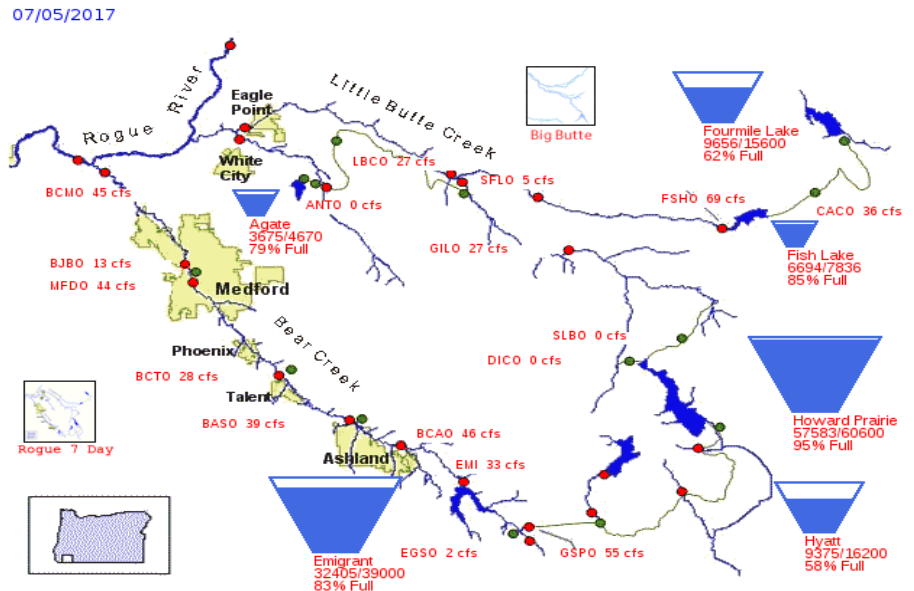 07/05/2017
Rogue River
Eagle
Point
Little Butte Creek
Big Butte
Fourmile Lake
9656/15600
62% Full
White
City
LBCO 27 cfs
SFLO 5 cfs
BCMO 45 cfs
ANTO 0 cfs
FSHO 69 cfs
CACO 36 cfs
Agate
3675/4670
79% Full
GILO 27 cfs
Fish Lake
6694/7836
85% Full
BJBO 13 cfs
MFDO 44 cfs
Medford
Bear Creek
SLBO 0 cfs
Phoenix
DICO 0 cfs
BCTO 28 cfs
Talent
Howard Prairie
57583/60600
95% Full
BASO 39 cfs
BCAO 46 cfs
Rogue 7 Day
Ashland
EMI 33 cfs
EGSO 2 cfs
GSPO 55 cfs
Hyatt
9375/16200
58% Full
Emigrant
32405/39000
83% Full